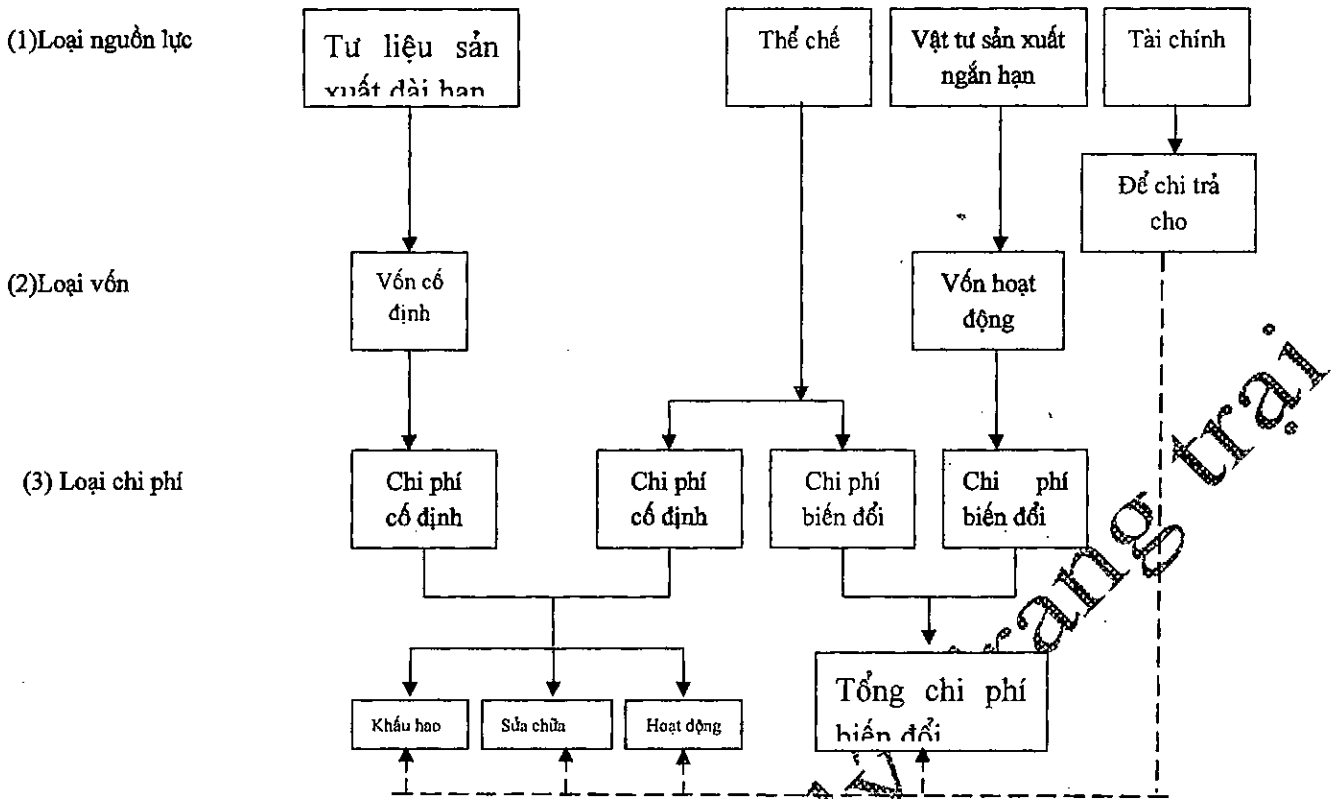 (1)Loại nguồn lực
Tư liệu sản
xuất dài hạn
Thể chế
Vật tư sản xuất
ngắn hạn
Tài chính
Để chi trả
cho
(2)Loại vốn
Vốn cố
định
Vốn hoạt
động
(3) Loại chi phí
Chi phí
cố định
Chi phí
cố định
Chi phí
biến đổi
Chi phí
biến đổi
Khấu hao
Sửa chữa
Hoạt động
Tổng chi phí
biến đổi
ang trại